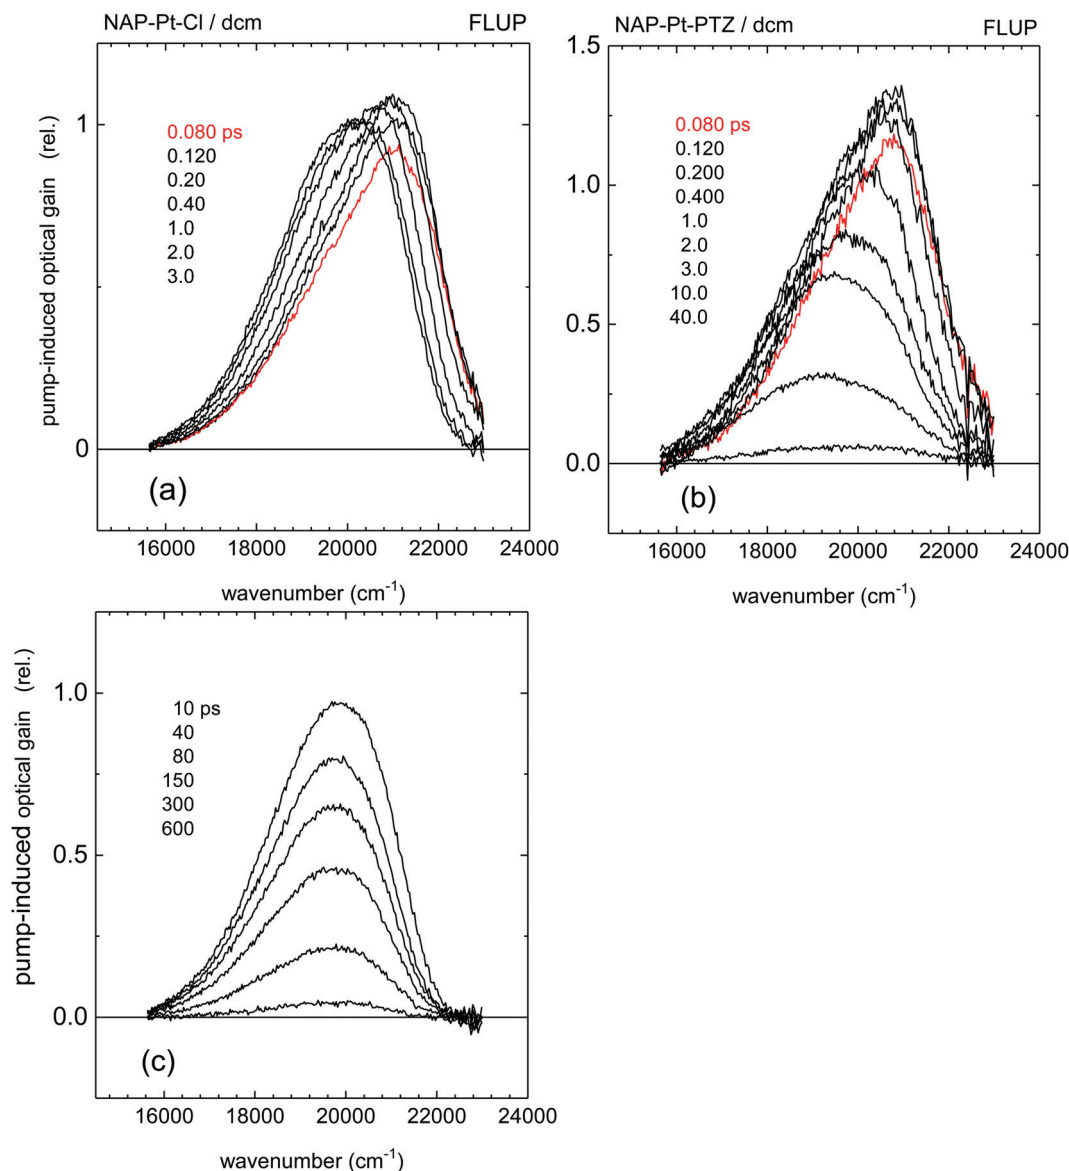 NAP-Pt-Cl / dcm FLUP
pump-induced optical gain (rel.)
1
0
0.080 ps
0.120
0.20
0.40
1.0
2.0
3.0
(a)
16000 18000 20000 22000 24000
wavenumber (cm⁻¹)
NAP-Pt-PTZ / dcm FLUP
1.5
1.0
0.5
0.0
0.080 ps
0.120
0.200
0.400
1.0
2.0
3.0
10.0
40.0
(b)
16000 18000 20000 22000 24000
wavenumber (cm⁻¹)
pump-induced optical gain (rel.)
1.0
0.5
0.0
10 ps
40
80
150
300
600
(c)
16000 18000 20000 22000 24000
wavenumber (cm⁻¹)